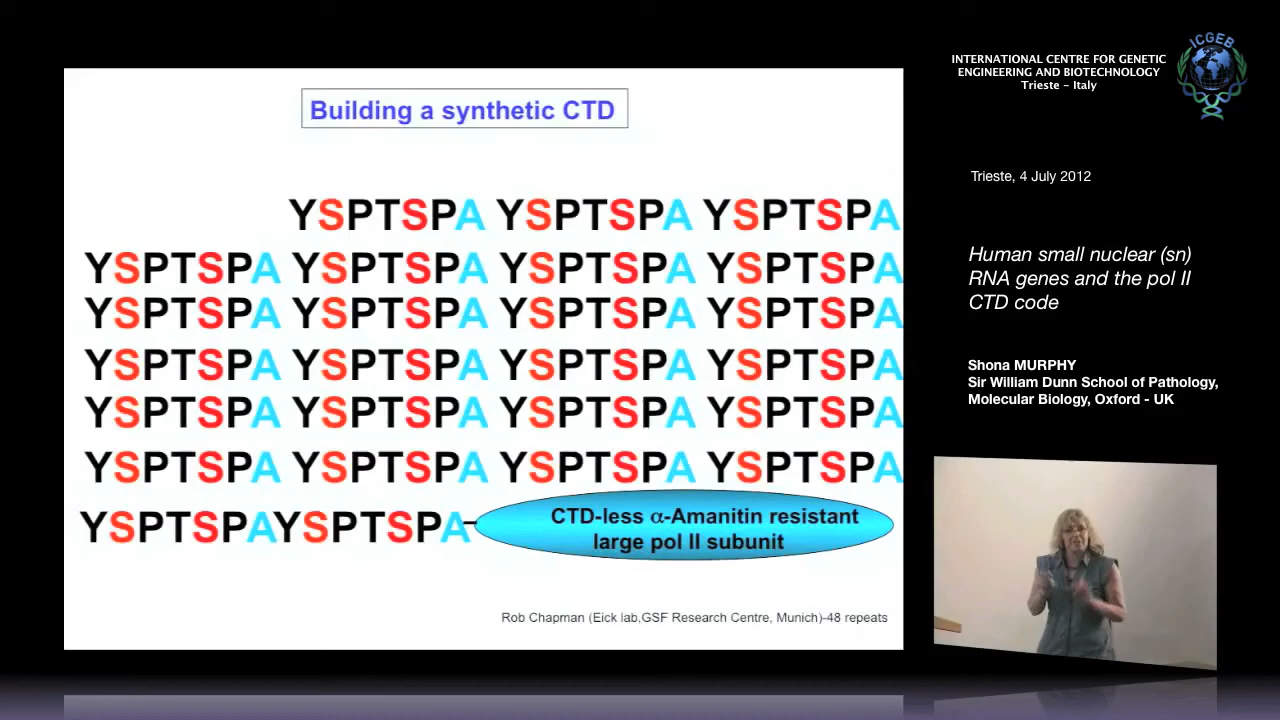 Building a synthetic CTD
YSPTSPA YSPTSPA YSPTSPA
YSPTSPA YSPTSPA YSPTSPA YSPTSPA
YSPTSPA YSPTSPA YSPTSPA YSPTSPA
YSPTSPA YSPTSPA YSPTSPA YSPTSPA
YSPTSPA YSPTSPA YSPTSPA YSPTSPA
YSPTSPA YSPTSPA YSPTSPA YSPTSPA
YSPTSPAYSPTSPA
CTD-less α-Amanitin resistant
large pol II subunit
Rob Chapman (Eick lab,GSF Research Centre, Munich)-48 repeats
INTERNATIONAL CENTRE FOR GENETIC
ENGINEERING AND BIOTECHNOLOGY
Trieste - Italy
ICGEB
Trieste, 4 July 2012
Human small nuclear (sn)
RNA genes and the pol II
CTD code
Shona MURPHY
Sir William Dunn School of Pathology,
Molecular Biology, Oxford - UK